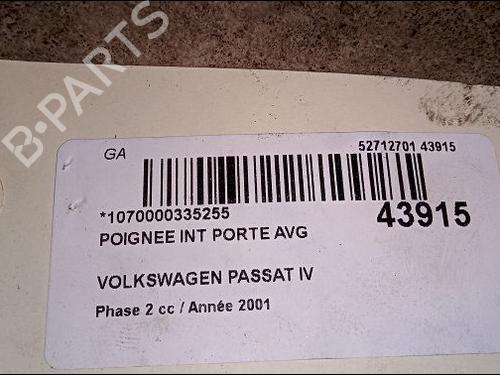 B-PARTS
GA
52712701 43915
*1070000335255
43915
POIGNEE INT PORTE AVG
VOLKSWAGEN PASSAT IV
Phase 2 cc / Année 2001